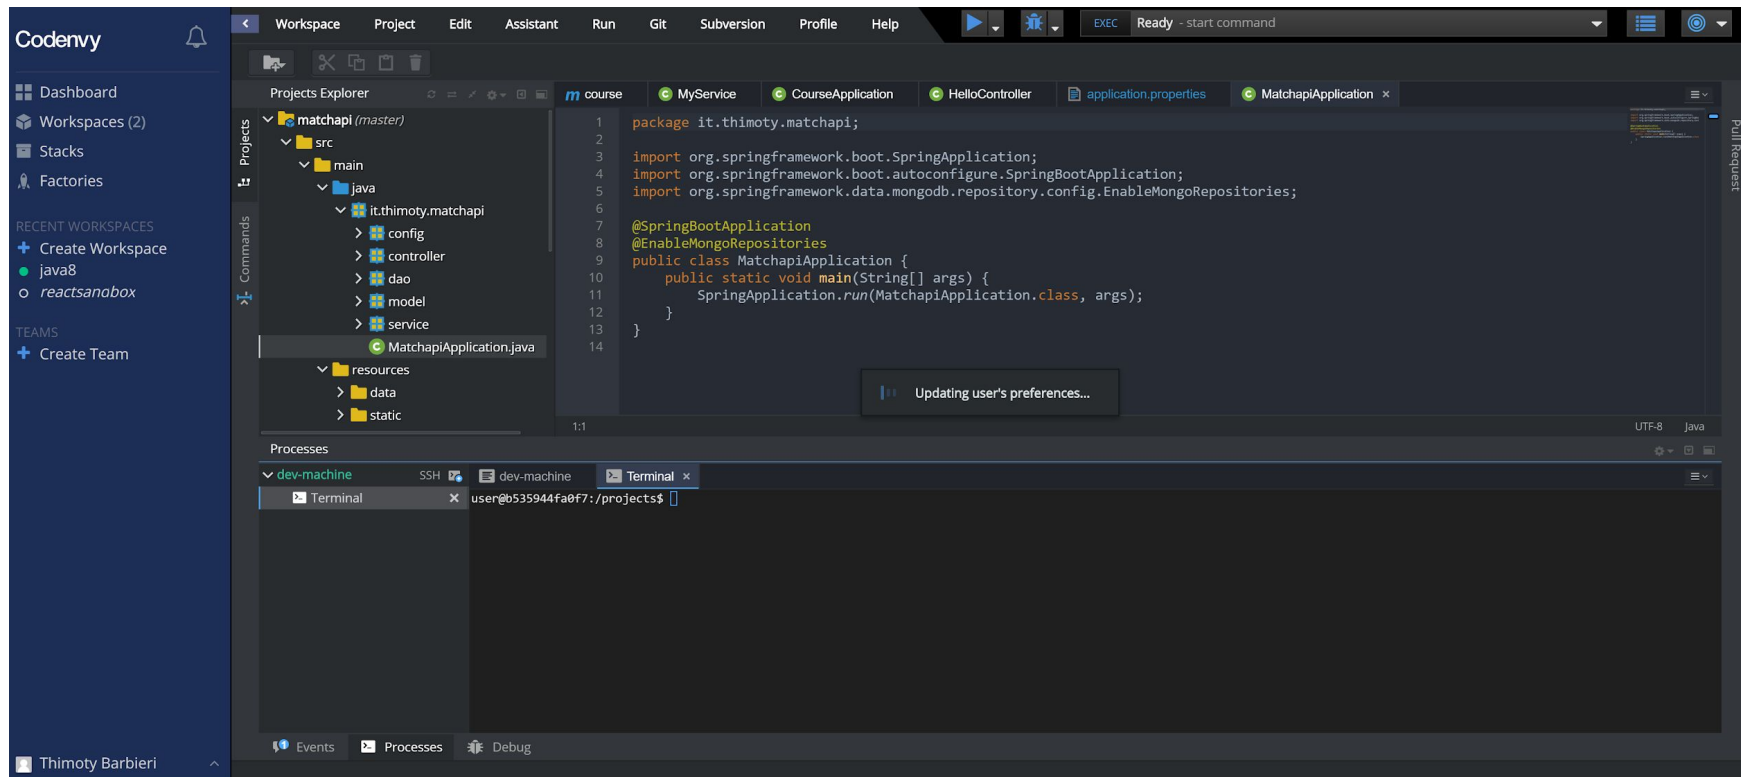 Codenvy
Dashboard
Workspaces (2)
Stacks
Factories
RECENT WORKSPACES
Create Workspace
java8
reactsandbox
TEAMS
Create Team
Thimoty Barbieri
Workspace Project Edit Assistant Run Git Subversion Profile Help
EXEC Ready - start command
Projects
Commands
Projects Explorer
matchapi (master)
src
main
java
it.thimoty.matchapi
config
controller
dao
model
service
MatchapiApplication.java
resources
data
static
m course
C MyService
C CourseApplication
C HelloController
application.properties
C MatchapiApplication ×
1 package it.thimoty.matchapi;
2
3 import org.springframework.boot.SpringApplication;
4 import org.springframework.boot.autoconfigure.SpringBootApplication;
5 import org.springframework.data.mongodb.repository.config.EnableMongoRepositories;
6
7 @SpringBootApplication
8 @EnableMongoRepositories
9 public class MatchapiApplication {
10 public static void main(String[] args) {
11 SpringApplication.run(MatchapiApplication.class, args);
12 }
13 }
14
Updating user's preferences...
1:1
UTF-8 Java
Pull Request
Processes
dev-machine SSH
Terminal
dev-machine
Terminal ×
user@b535944fa0f7:/projects$
1 Events
Processes
Debug